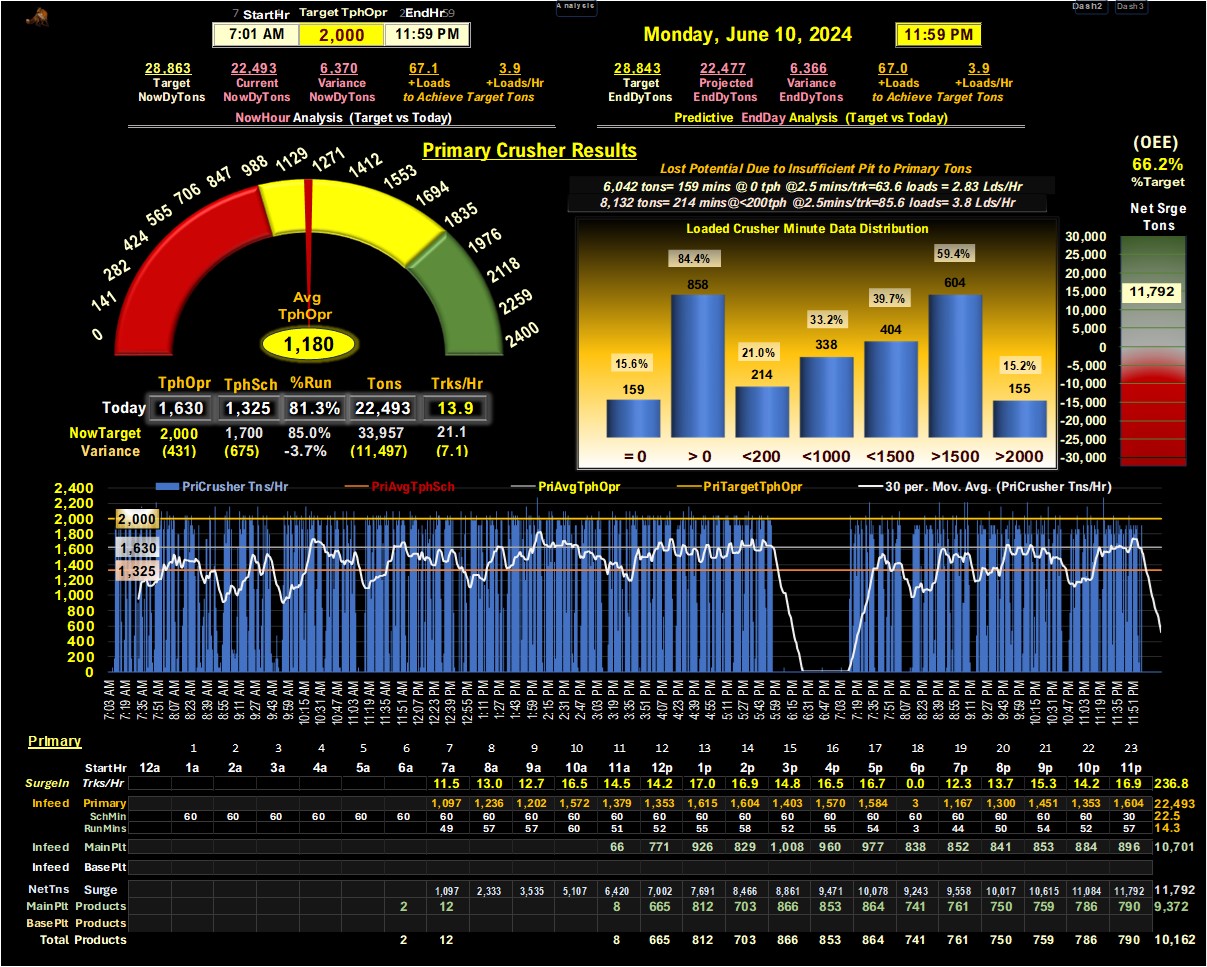 Analysis
Dash2 Dash3
7 StartHr Target TphOpr EndHr 59
7:01 AM 2,000 11:59 PM
Monday, June 10, 2024 11:59 PM
28,863 22,493 6,370 67.1 3.9
Target Current Variance +Loads +Loads/Hr
NowDyTons NowDyTons NowDyTons to Achieve Target Tons
NowHour Analysis (Target vs Today)
28,843 22,477 6,366 67.0 3.9
Target Projected Variance +Loads +Loads/Hr
EndDyTons EndDyTons EndDyTons to Achieve Target Tons
Predictive EndDay Analysis (Target vs Today)
Primary Crusher Results
0 141 282 424 565 706 847 988 1129 1271 1412 1553 1694 1835 1976 2118 2259 2400
Avg
TphOpr
1,180
Lost Potential Due to Insufficient Pit to Primary Tons
6,042 tons= 159 mins @ 0 tph @2.5 mins/trk=63.6 loads = 2.83 Lds/Hr
8,132 tons= 214 mins@<200tph @2.5mins/trk=85.6 loads= 3.8 Lds/Hr
(OEE)
66.2%
%Target
Net Srge
Tons
30,000
25,000
20,000
15,000
11,792
10,000
5,000
0
-5,000
-10,000
-15,000
-20,000
-25,000
-30,000
Loaded Crusher Minute Data Distribution
15.6% 84.4% 21.0% 33.2% 39.7% 59.4% 15.2%
159 858 214 338 404 604 155
= 0 > 0 <200 <1000 <1500 >1500 >2000
TphOpr TphSch %Run Tons Trks/Hr
Today 1,630 1,325 81.3% 22,493 13.9
NowTarget 2,000 1,700 85.0% 33,957 21.1
Variance (431) (675) -3.7% (11,497) (7.1)
PriCrusher Tns/Hr PriAvgTphSch PriAvgTphOpr PriTargetTphOpr 30 per. Mov. Avg. (PriCrusher Tns/Hr)
2,400
2,200
2,000
1,800
1,600
1,400
1,200
1,000
800
600
400
200
0
2,000
1,630
1,325
7:03 AM 7:19 AM 7:35 AM 7:51 AM 8:07 AM 8:23 AM 8:39 AM 8:55 AM 9:11 AM 9:27 AM 9:43 AM 9:59 AM 10:15 AM 10:31 AM 10:47 AM 11:03 AM 11:19 AM 11:35 AM 11:51 AM 12:07 PM 12:23 PM 12:39 PM 12:55 PM 1:11 PM 1:27 PM 1:43 PM 1:59 PM 2:15 PM 2:31 PM 2:47 PM 3:03 PM 3:19 PM 3:35 PM 3:51 PM 4:07 PM 4:23 PM 4:39 PM 4:55 PM 5:11 PM 5:27 PM 5:43 PM 5:59 PM 6:15 PM 6:31 PM 6:47 PM 7:03 PM 7:19 PM 7:35 PM 7:51 PM 8:07 PM 8:23 PM 8:39 PM 8:55 PM 9:11 PM 9:27 PM 9:43 PM 9:59 PM 10:15 PM 10:31 PM 10:47 PM 11:03 PM 11:19 PM 11:35 PM 11:51 PM
Primary
1 2 3 4 5 6 7 8 9 10 11 12 13 14 15 16 17 18 19 20 21 22 23
StartHr 12a 1a 2a 3a 4a 5a 6a 7a 8a 9a 10a 11a 12p 1p 2p 3p 4p 5p 6p 7p 8p 9p 10p 11p
SurgeIn Trks/Hr 11.5 13.0 12.7 16.5 14.5 14.2 17.0 16.9 14.8 16.5 16.7 0.0 12.3 13.7 15.3 14.2 16.9 236.8
Infeed Primary 1,097 1,236 1,202 1,572 1,379 1,353 1,615 1,604 1,403 1,570 1,584 3 1,167 1,300 1,451 1,353 1,604 22,493
SchMin 60 60 60 60 60 60 60 60 60 60 60 60 60 60 60 60 60 60 60 60 60 60 30 22.5
RunMins 49 57 57 60 51 52 55 58 52 55 54 3 44 50 54 52 57 14.3
Infeed MainPlt 66 771 926 829 1,008 960 977 838 852 841 853 884 896 10,701
Infeed BasePlt
NetTns Surge 1,097 2,333 3,535 5,107 6,420 7,002 7,691 8,466 8,861 9,471 10,078 9,243 9,558 10,017 10,615 11,084 11,792 11,792
MainPlt Products 2 12 8 665 812 703 866 853 864 741 761 750 759 786 790 9,372
BasePlt Products
Total Products 2 12 8 665 812 703 866 853 864 741 761 750 759 786 790 10,162